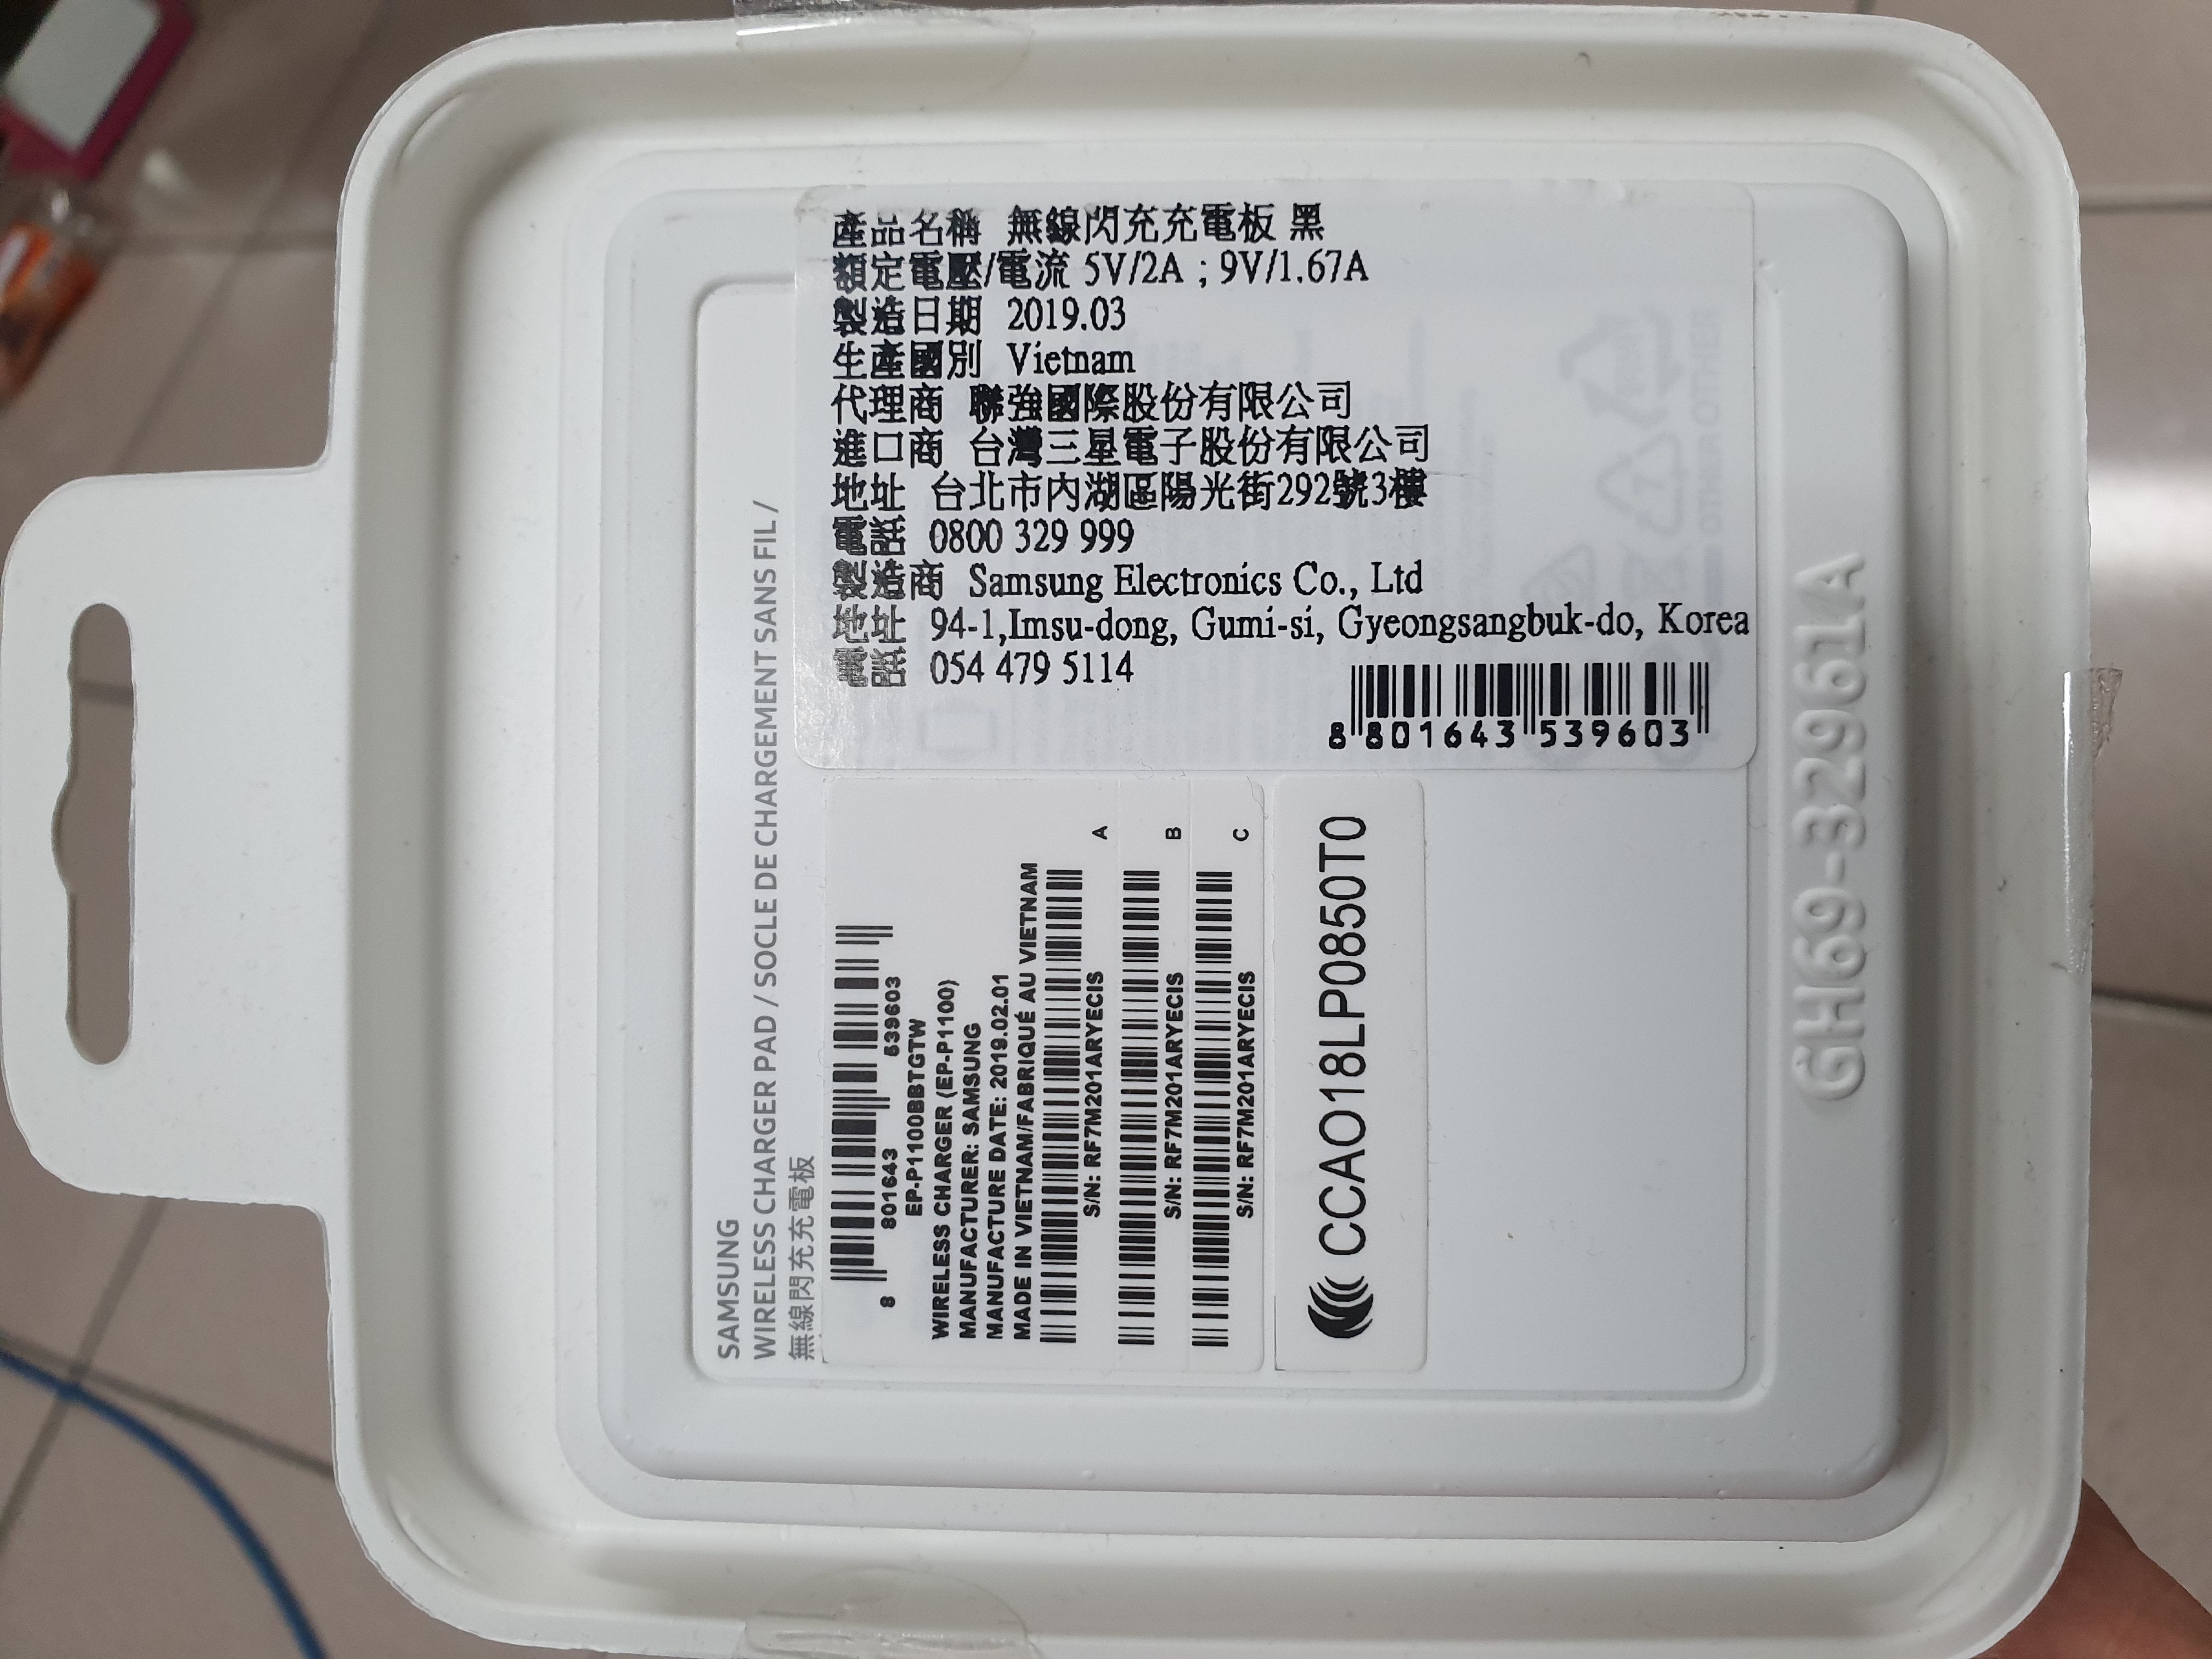 產品名稱 無線閃充充電板 黑
額定電壓/電流 5V/2A ; 9V/1.67A
製造日期 2019.03
生產國別 Vietnam
代理商 聯強國際股份有限公司
進口商 台灣三星電子股份有限公司
地址 台北市內湖區陽光街292號3樓
電話 0800 329 999
製造商 Samsung Electronics Co., Ltd
地址 94-1,Imsu-dong, Gumi-si, Gyeongsangbuk-do, Korea
電話 054 479 5114
8 801643 539603
SAMSUNG
WIRELESS CHARGER PAD / SOCLE DE CHARGEMENT SANS FIL /
無線閃充充電板
8 801643 539603
EP-P1100BBTGTW
WIRELESS CHARGER (EP-P1100)
MANUFACTURER: SAMSUNG
MANUFACTURE DATE: 2019.02.01
MADE IN VIETNAM/FABRIQUÉ AU VIETNAM
A
S/N: RF7M201ARYECIS
B
S/N: RF7M201ARYECIS
C
S/N: RF7M201ARYECIS
CCAO18LP0850T0
GH69-32961A